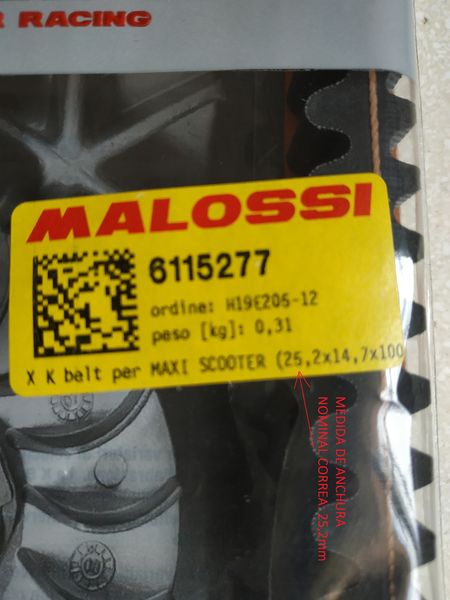 R RACING
MALOSSI
6115277
ordine: H19E205-12
peso [kg]: 0,31
X K belt per MAXI SCOOTER (25,2x14,7x100
MEDIDA DE ANCHURA
NOMINAL CORREA: 25,2mm